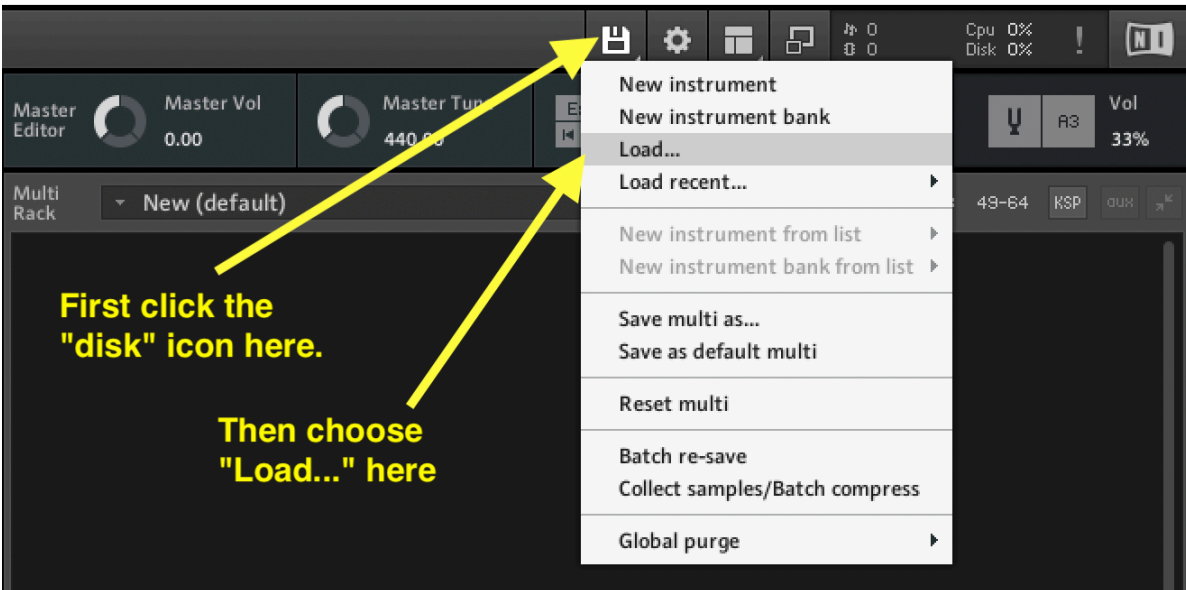 0
0
Cpu 0%
Disk 0%
!
NI
Master
Editor
Master Vol
0.00
Master Tun
440.00
A3
Vol
33%
Multi
Rack
New (default)
49-64
KSP
aux
New instrument
New instrument bank
Load...
Load recent...
New instrument from list
New instrument bank from list
Save multi as...
Save as default multi
Reset multi
Batch re-save
Collect samples/Batch compress
Global purge
First click the
"disk" icon here.
Then choose
"Load..." here